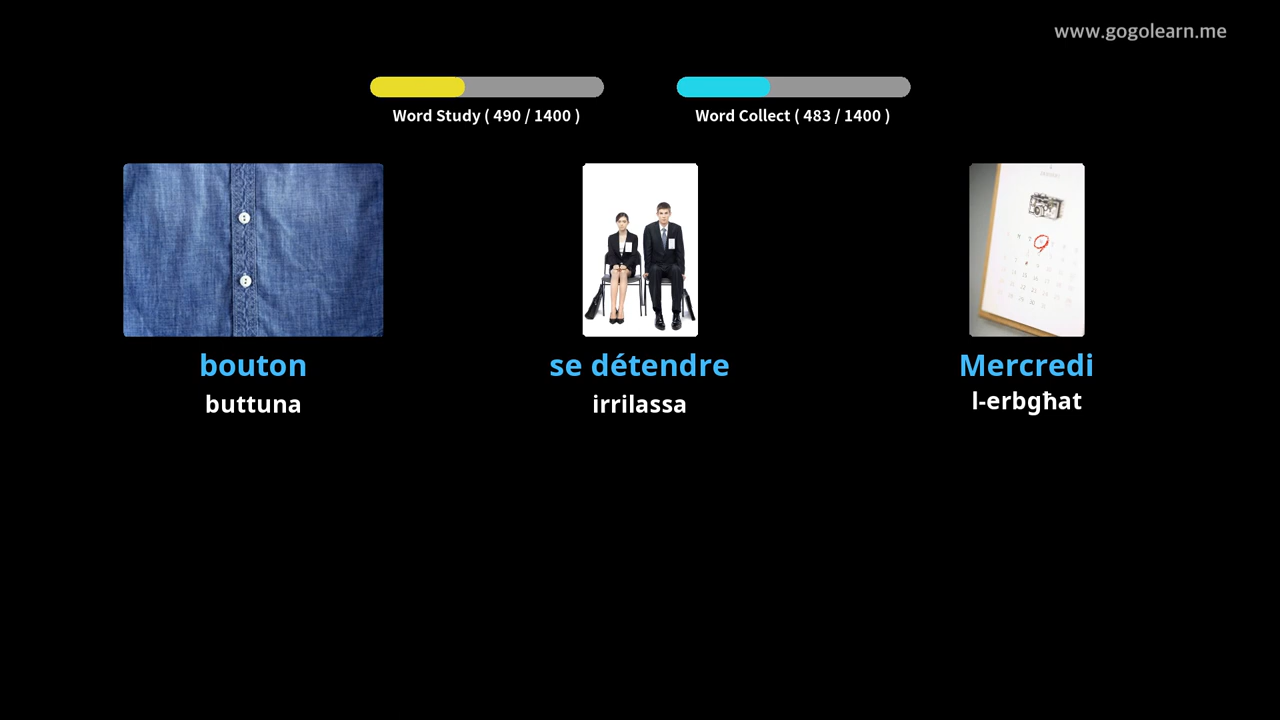 www.gogolearn.me
Word Study ( 490 / 1400 )
Word Collect ( 483 / 1400 )
bouton
buttuna
se détendre
irrilassa
Mercredi
l-erbgħat